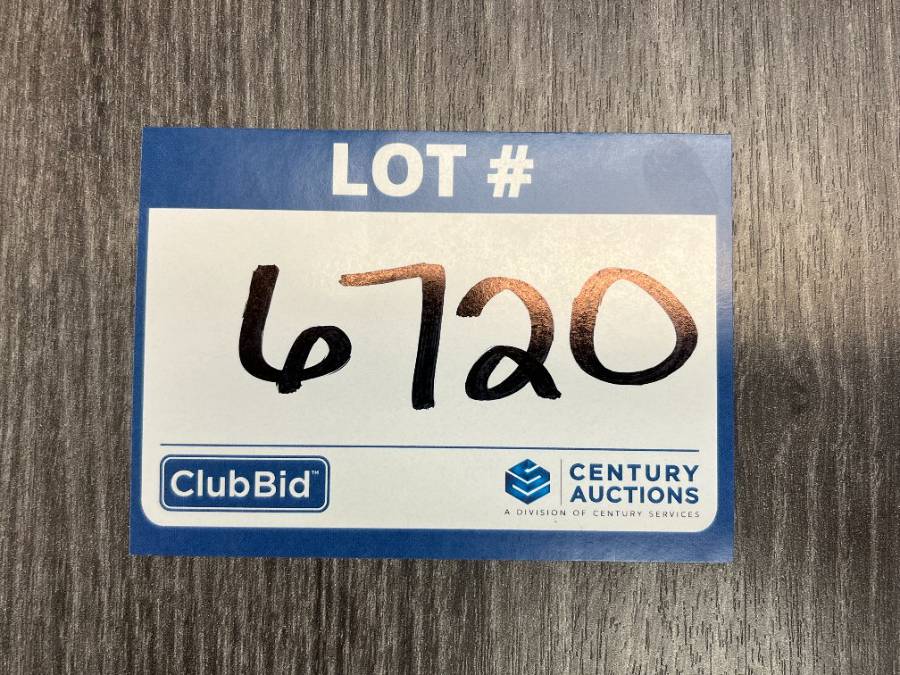 LOT #
6720
ClubBid™
CENTURY
AUCTIONS
A DIVISION OF CENTURY SERVICES